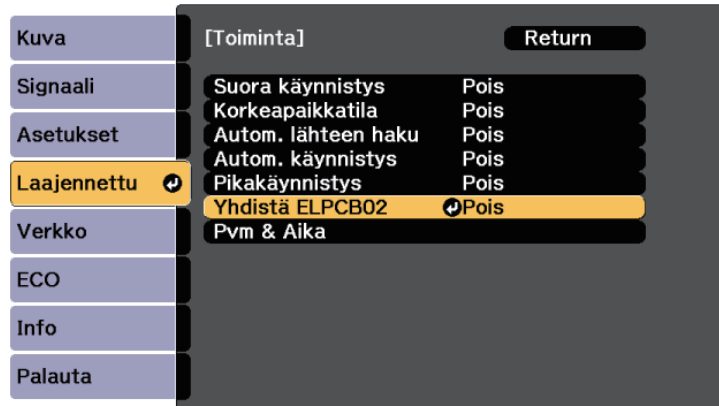 Kuva
Signaali
Asetukset
Laajennettu
Verkko
ECO
Info
Palauta
[Toiminta] Return
Suora käynnistys Pois
Korkeapaikkatila Pois
Autom. lähteen haku Pois
Autom. käynnistys Pois
Pikakäynnistys Pois
Yhdistä ELPCB02 Pois
Pvm & Aika